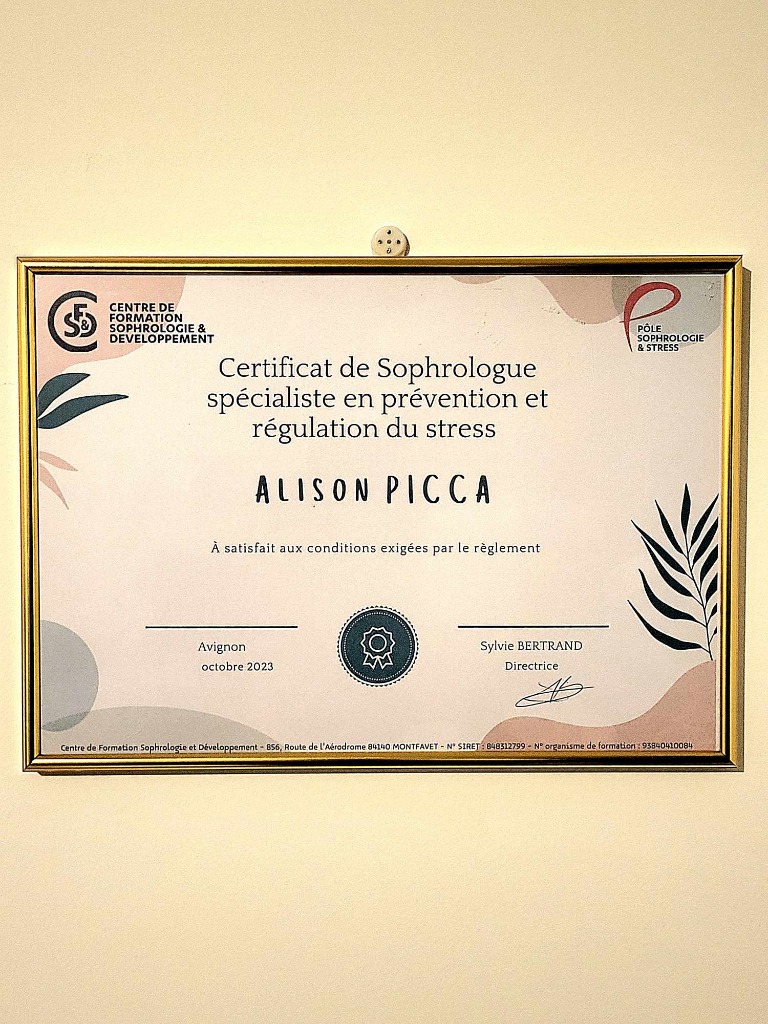 CFS&D
CENTRE DE
FORMATION
SOPHROLOGIE &
DEVELOPPEMENT
PÔLE
SOPHROLOGIE
& STRESS
Certificat de Sophrologue
spécialiste en prévention et
régulation du stress
ALISON PICCA
À satisfait aux conditions exigées par le règlement
Avignon
octobre 2023
Sylvie BERTRAND
Directrice
Centre de Formation Sophrologie et Développement - 856, Route de l'Aérodrome 84140 MONTFAVET - N° SIRET : 848312799 - N° organisme de formation : 93840410084